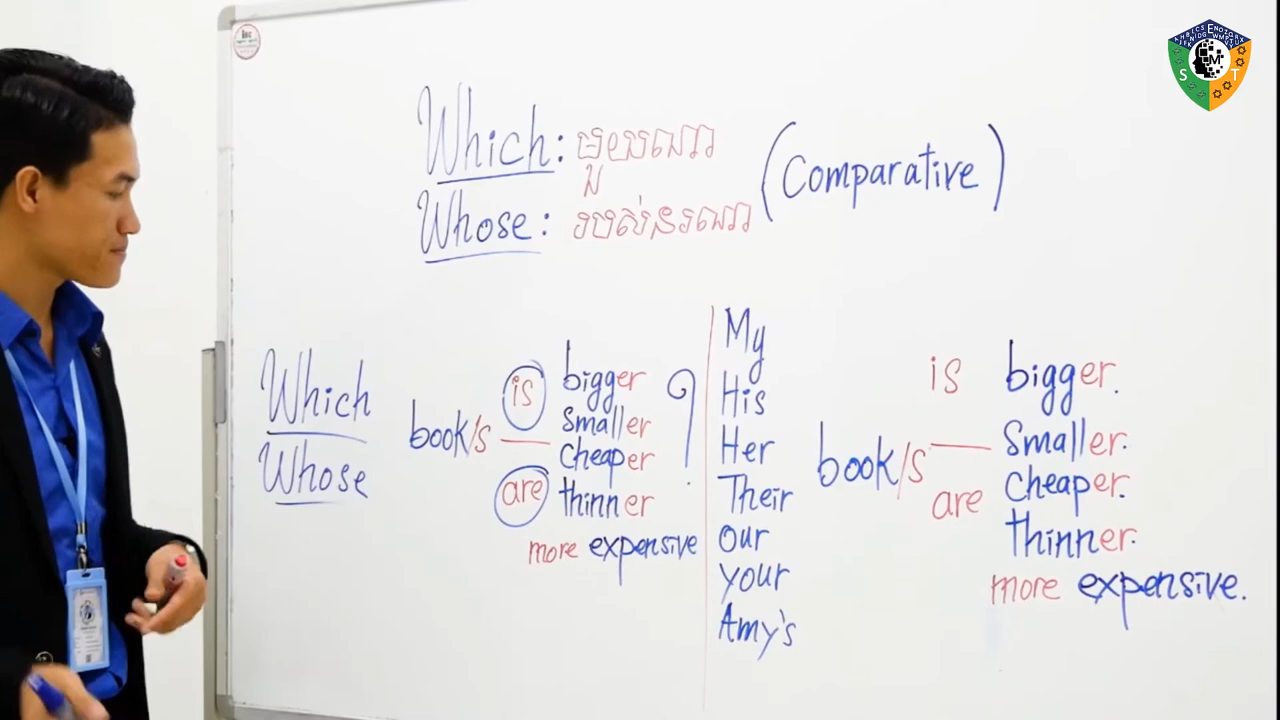 Which: មួយណា (Comparative)
Whose: របស់នរណា
Which
Whose
book/s
is
are
bigger
smaller
cheaper
thinner
more expensive
?
My
His
Her
Their
Our
your
Amy's
book/s
is
are
bigger.
smaller.
cheaper.
thinner.
more expensive.
S M T